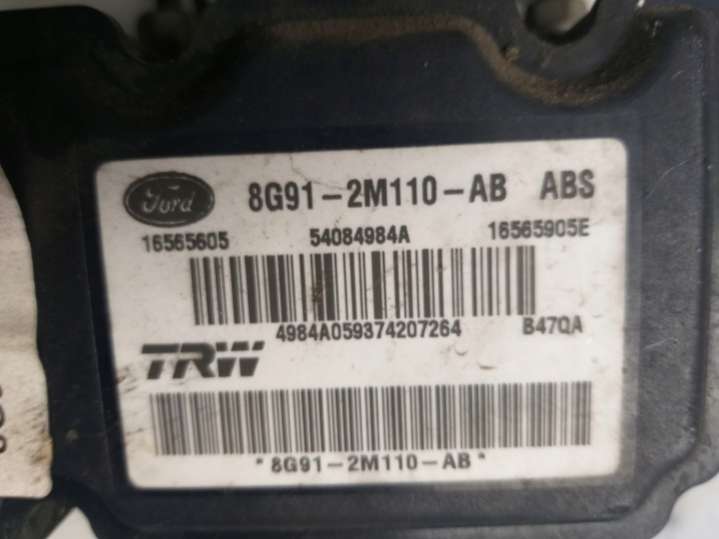 Ford 8G91-2M110-AB ABS
16565605 54084984A 16565905E
4984A059374207264 B47QA
TRW
*8G91-2M110-AB*